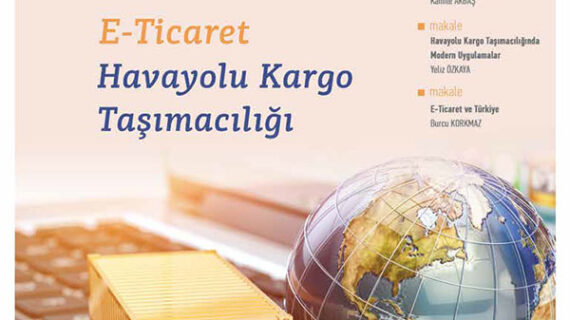 E-Ticaret
Havayolu Kargo
Taşımacılığı
makale
Havayolu Kargo Taşımacılığında
Modern Uygulamalar
Yeliz ÖZKAYA
makale
E-Ticaret ve Türkiye
Burcu KORKMAZ